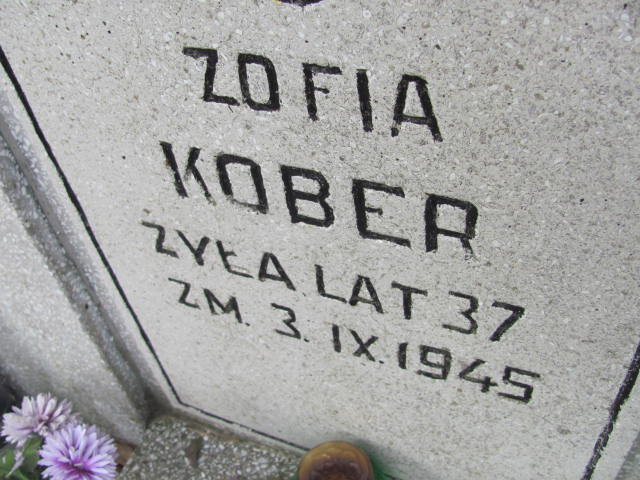 ZOFIA
KOBER
ŻYŁA LAT 37
ZM. 3. IX. 1945